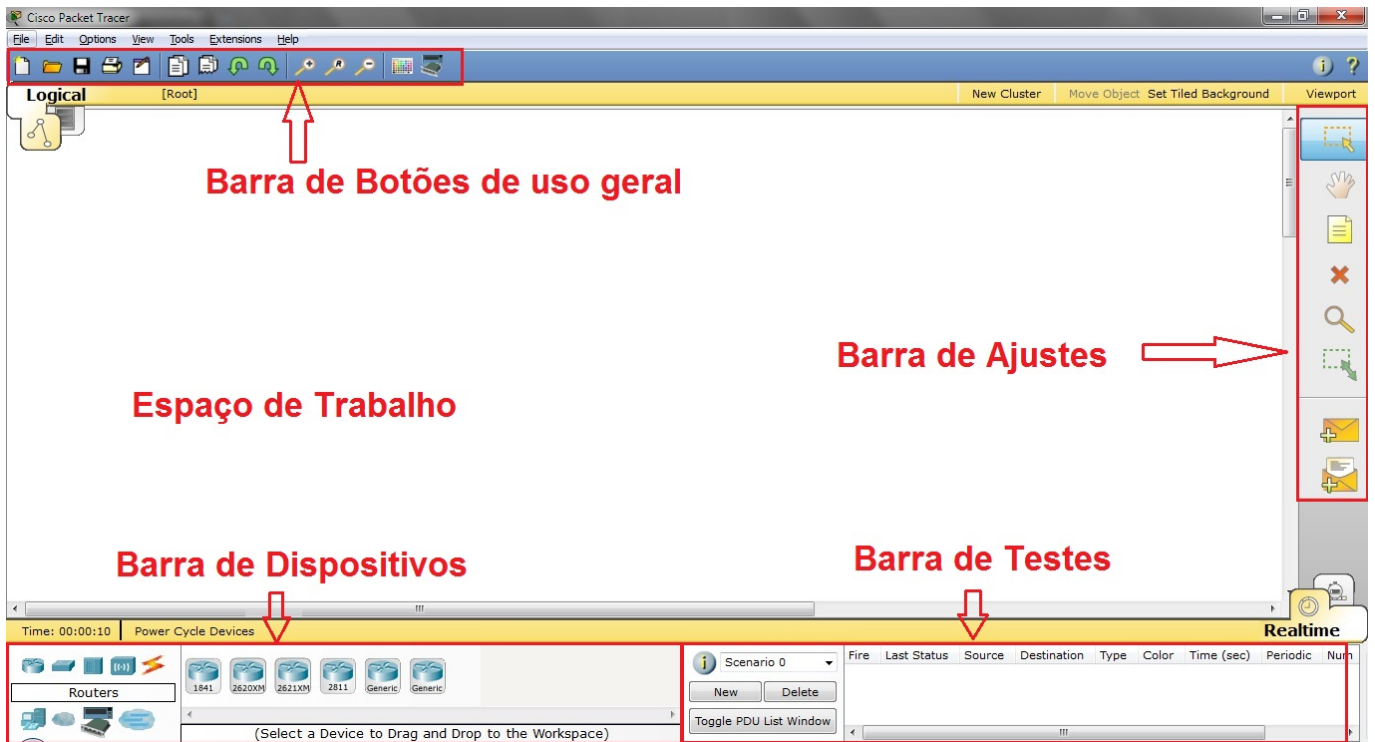 Cisco Packet Tracer
File Edit Options View Tools Extensions Help
Logical [Root] New Cluster Move Object Set Tiled Background Viewport
Barra de Botões de uso geral
Barra de Ajustes
Espaço de Trabalho
Barra de Dispositivos
Barra de Testes
Time: 00:00:10 Power Cycle Devices Realtime
Routers
1841 2620XM 2621XM 2811 Generic Generic
(Select a Device to Drag and Drop to the Workspace)
Scenario 0
New Delete
Toggle PDU List Window
Fire Last Status Source Destination Type Color Time (sec) Periodic Num